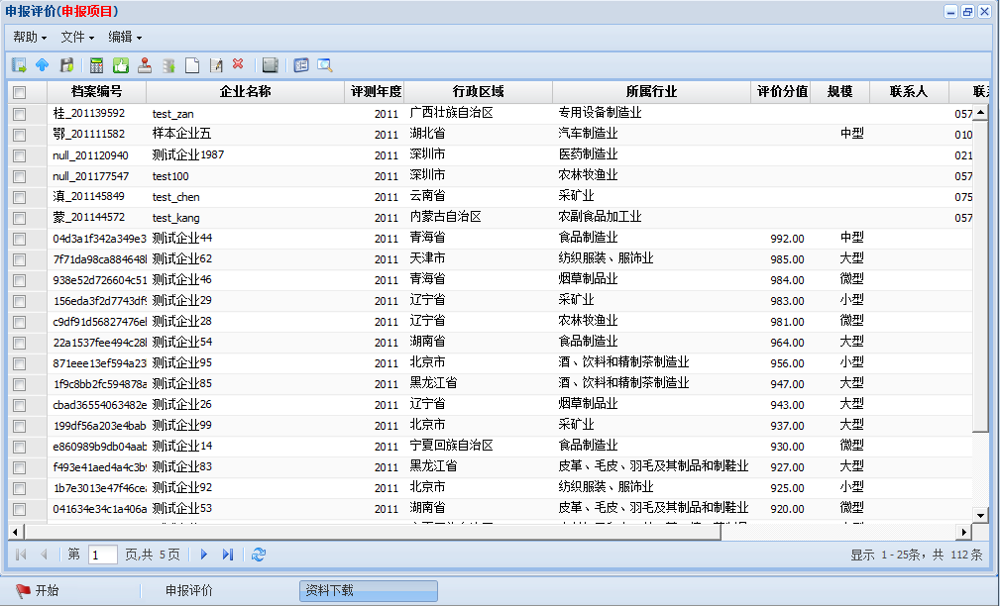 申报评价(申报项目)
帮助 文件 编辑
档案编号 企业名称 评测年度 行政区域 所属行业 评价分值 规模 联系人 联
桂_201139592 test_zan 2011 广西壮族自治区 专用设备制造业 057
鄂_201111582 样本企业五 2011 湖北省 汽车制造业 中型 010
null_201120940 测试企业1987 2011 深圳市 医药制造业 021
null_201177547 test100 2011 深圳市 农林牧渔业 057
滇_201145849 test_chen 2011 云南省 采矿业 075
蒙_201144572 test_kang 2011 内蒙古自治区 农副食品加工业 057
04d3a1f342a349e3 测试企业44 2011 青海省 食品制造业 992.00 中型
7f71da98ca884648 测试企业62 2011 天津市 纺织服装、服饰业 985.00 大型
938e52d726604c51 测试企业46 2011 青海省 烟草制品业 984.00 微型
156eda3f2d7743df 测试企业29 2011 辽宁省 采矿业 983.00 小型
c9df91d56827476e 测试企业28 2011 辽宁省 农林牧渔业 981.00 微型
22a1537fee494c28 测试企业54 2011 湖南省 食品制造业 964.00 大型
871eee13ef594a23 测试企业95 2011 北京市 酒、饮料和精制茶制造业 956.00 小型
1f9c8bb2fc594878a 测试企业85 2011 黑龙江省 酒、饮料和精制茶制造业 947.00 大型
cbad36554063482e 测试企业26 2011 辽宁省 烟草制品业 943.00 大型
199df56a203e4bab 测试企业99 2011 北京市 采矿业 937.00 大型
e860989b9db04aab 测试企业14 2011 宁夏回族自治区 食品制造业 930.00 微型
f493e41aed4a4c3b 测试企业83 2011 黑龙江省 皮革、毛皮、羽毛及其制品和制鞋业 927.00 大型
1b7e3013e47f46ce 测试企业92 2011 北京市 纺织服装、服饰业 925.00 小型
041634e34c1a406a 测试企业53 2011 湖南省 皮革、毛皮、羽毛及其制品和制鞋业 920.00 微型
第 1 页,共 5 页 显示 1 - 25条，共 112 条
开始 申报评价 资料下载